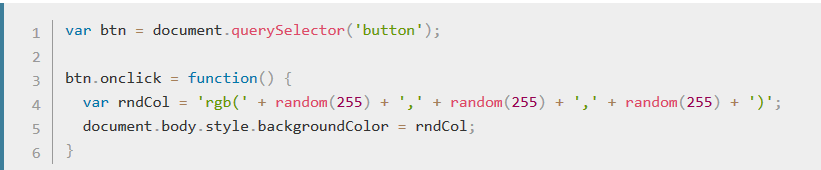 1 var btn = document.querySelector('button');
2
3 btn.onclick = function() {
4 var rndCol = 'rgb(' + random(255) + ',' + random(255) + ',' + random(255) + ')';
5 document.body.style.backgroundColor = rndCol;
6 }